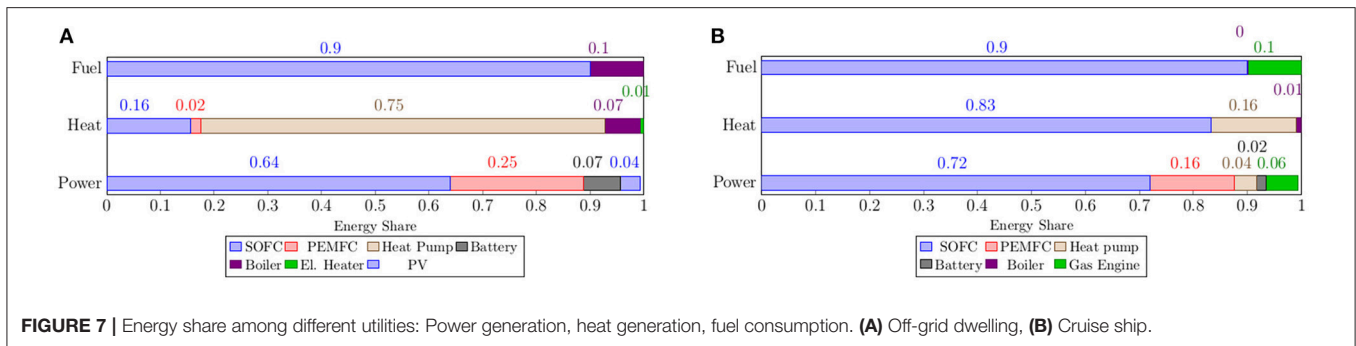 A
0.9 0.1
Fuel
0.01
0.16 0.02 0.75 0.07
Heat
0.64 0.25 0.07 0.04
Power
0 0.1 0.2 0.3 0.4 0.5 0.6 0.7 0.8 0.9 1
Energy Share
SOFC PEMFC Heat Pump Battery
Boiler El. Heater PV
B
0
0.9 0.1
Fuel
0.01
0.83 0.16
Heat
0.02
0.72 0.16 0.04 0.06
Power
0 0.1 0.2 0.3 0.4 0.5 0.6 0.7 0.8 0.9 1
Energy Share
SOFC PEMFC Heat pump
Battery Boiler Gas Engine
FIGURE 7 | Energy share among different utilities: Power generation, heat generation, fuel consumption. (A) Off-grid dwelling, (B) Cruise ship.